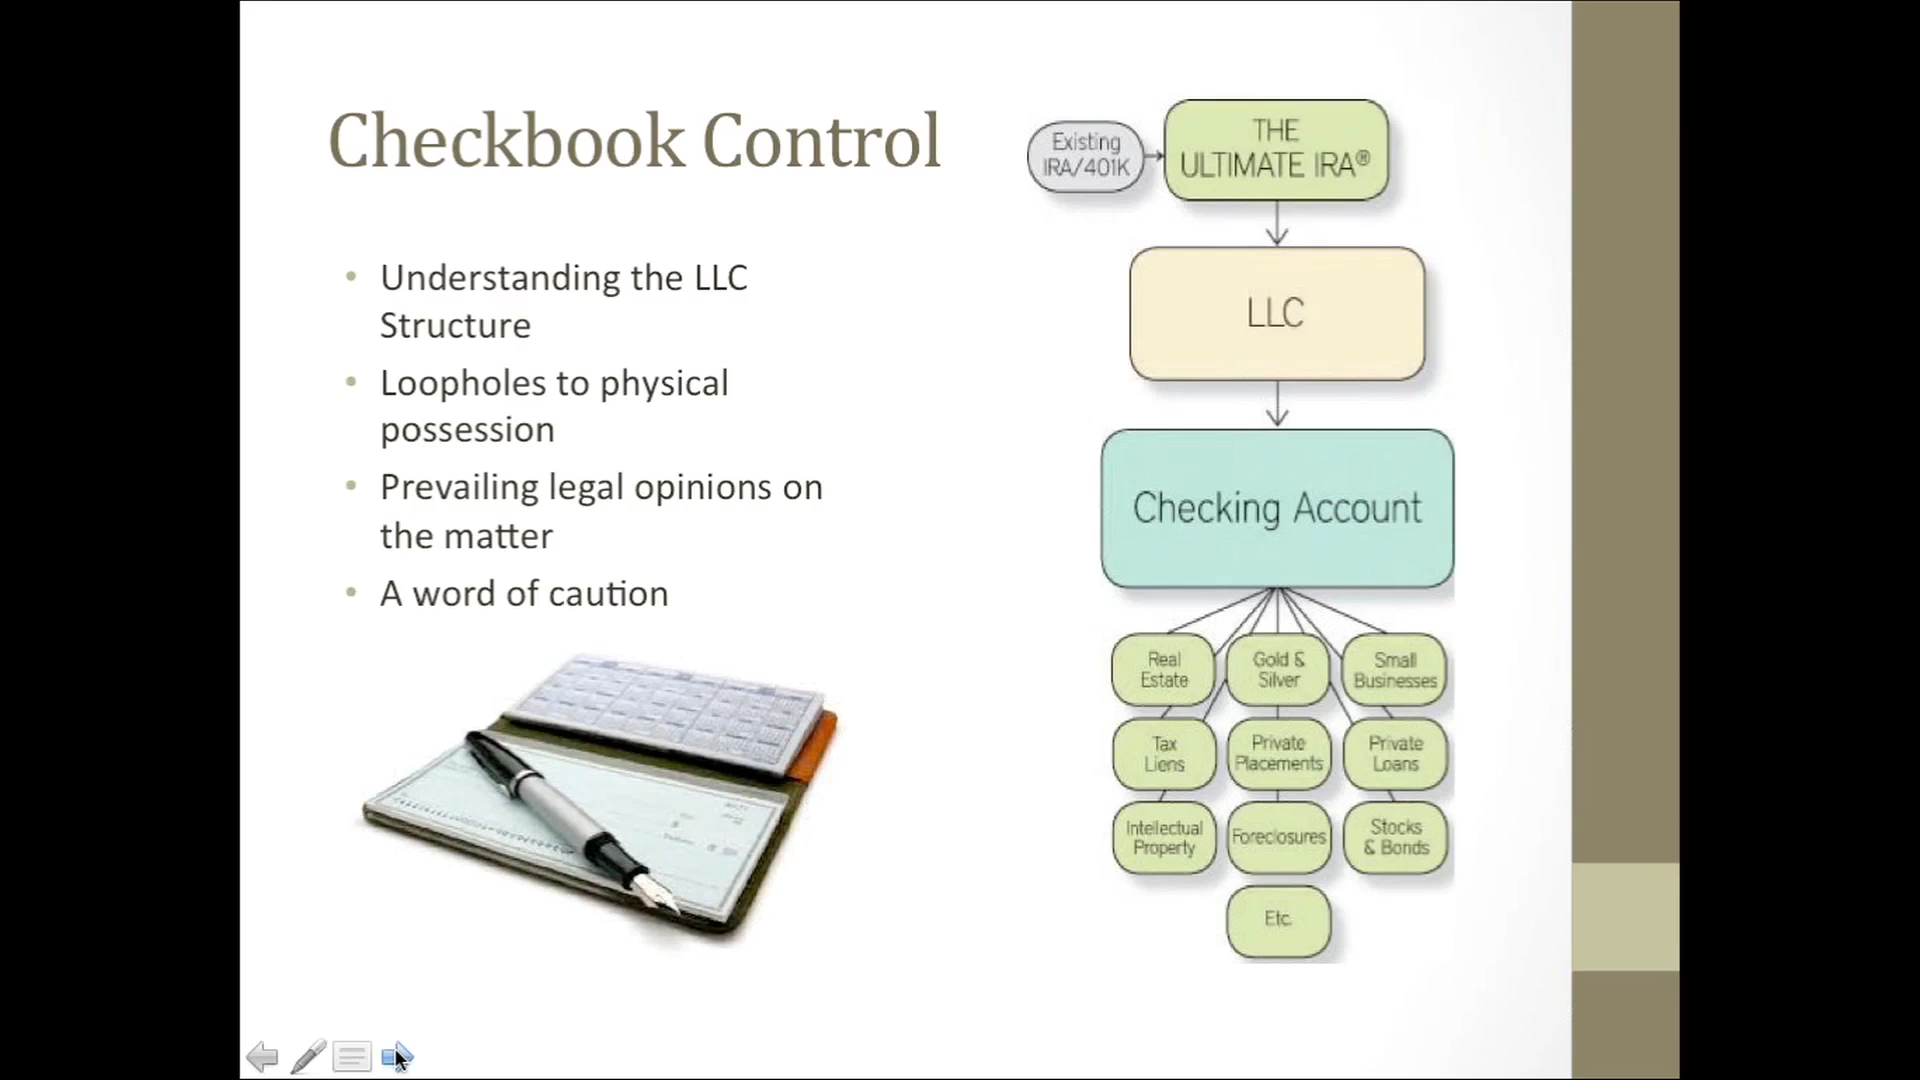 Checkbook Control
• Understanding the LLC
Structure
• Loopholes to physical
possession
• Prevailing legal opinions on
the matter
• A word of caution
Existing
IRA/401K
THE
ULTIMATE IRA®
LLC
Checking Account
Real
Estate
Gold &
Silver
Small
Businesses
Tax
Liens
Private
Placements
Private
Loans
Intellectual
Property
Foreclosures
Stocks
& Bonds
Etc.